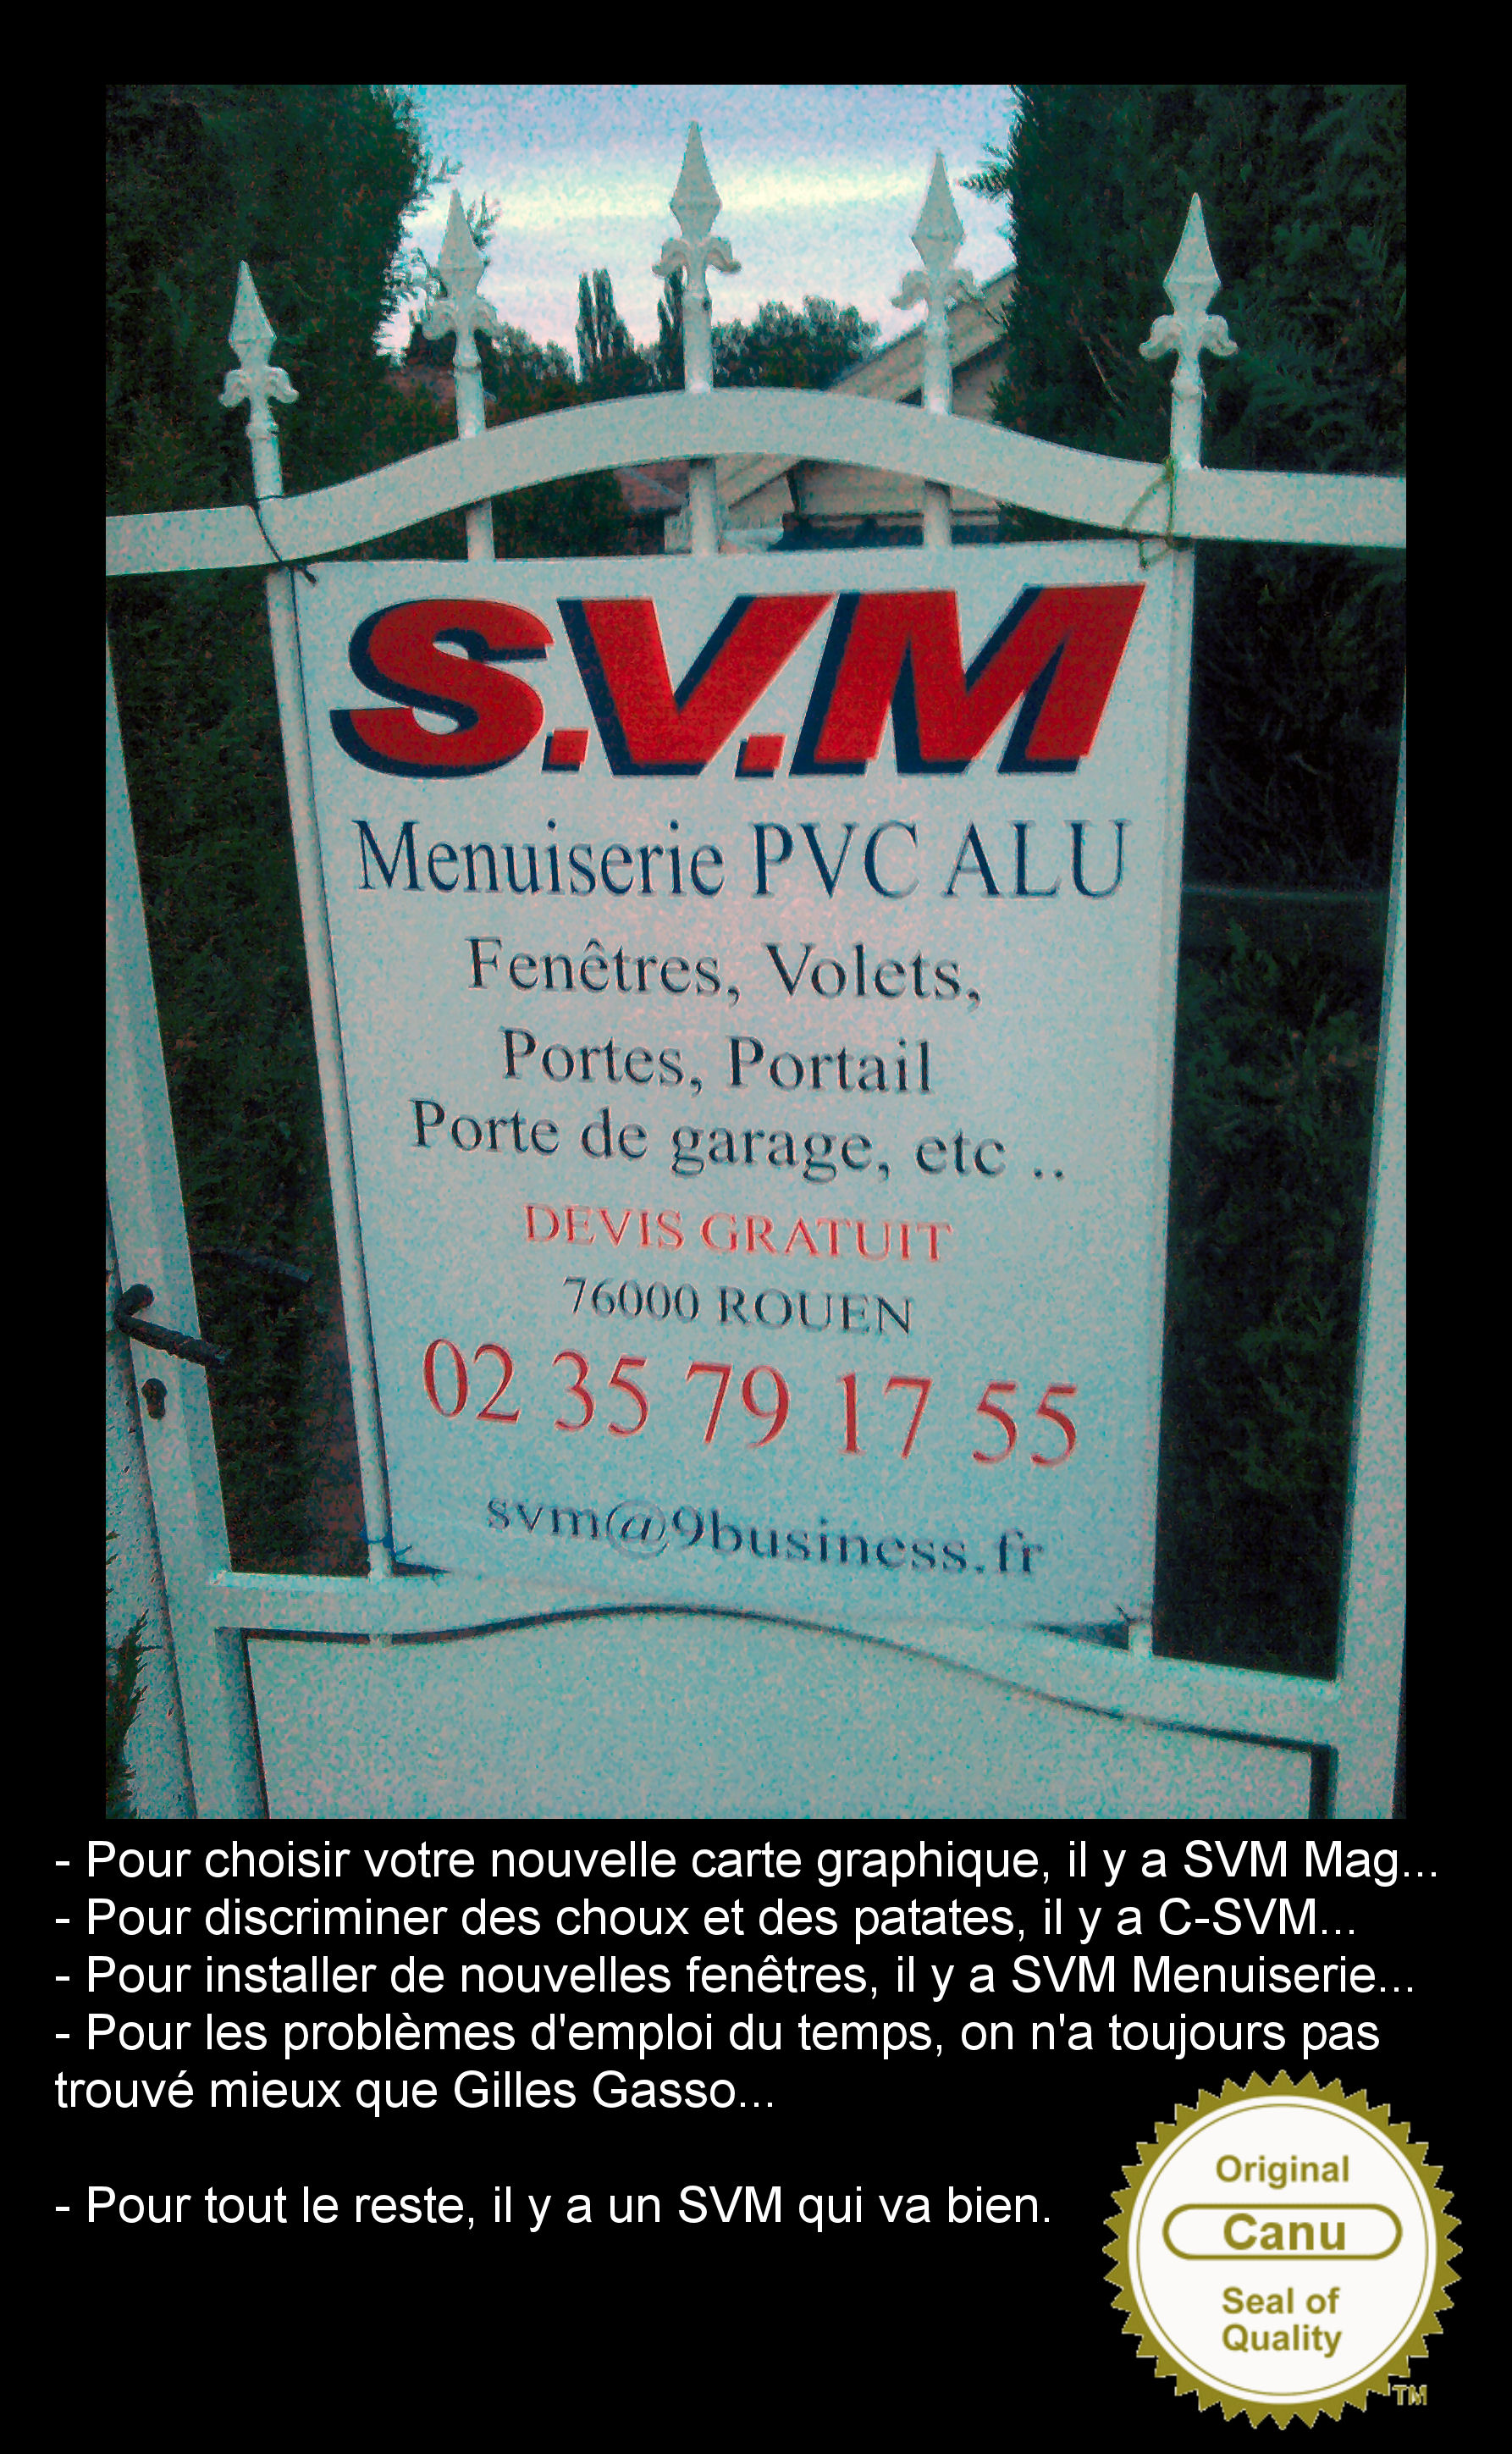 S.V.M
Menuiserie PVC ALU
Fenêtres, Volets,
Portes, Portail
Porte de garage, etc ..
DEVIS GRATUIT
76000 ROUEN
02 35 79 17 55
svm@9business.fr
- Pour choisir votre nouvelle carte graphique, il y a SVM Mag...
- Pour discriminer des choux et des patates, il y a C-SVM...
- Pour installer de nouvelles fenêtres, il y a SVM Menuiserie...
- Pour les problèmes d'emploi du temps, on n'a toujours pas
trouvé mieux que Gilles Gasso...
- Pour tout le reste, il y a un SVM qui va bien.
Original
Canu
Seal of
Quality
TM